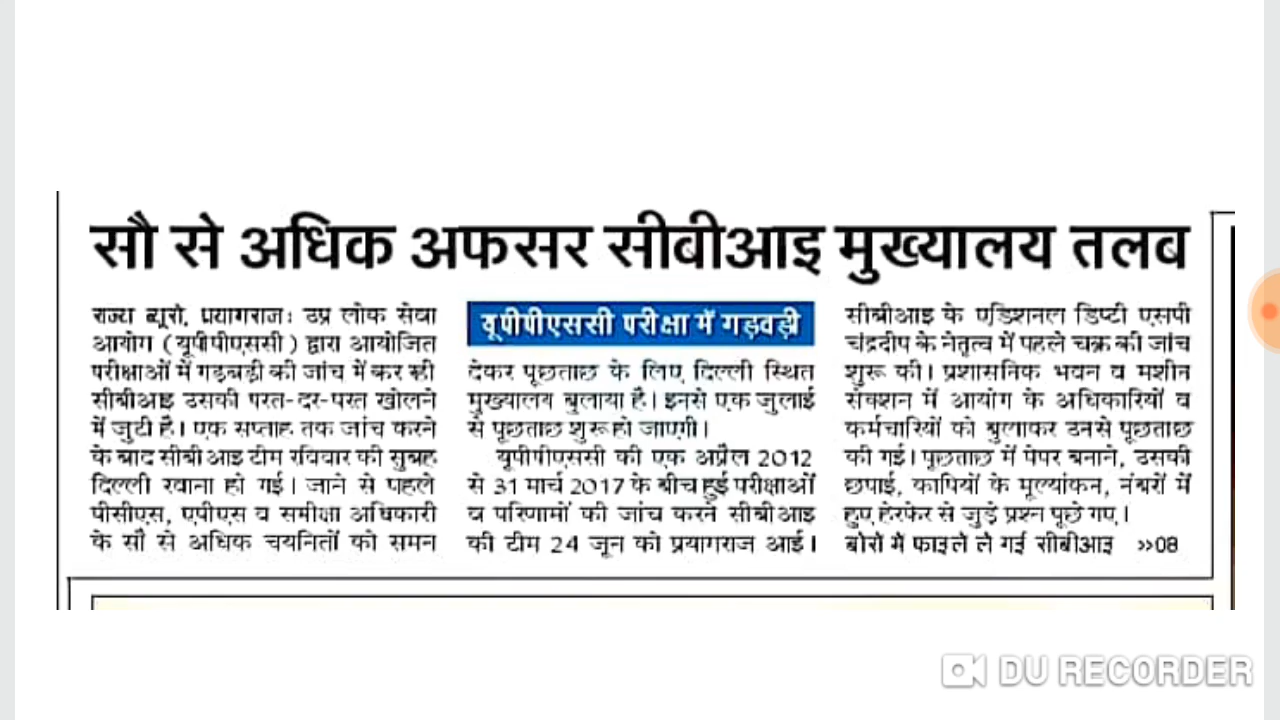 सौ से अधिक अफसर सीबीआइ मुख्यालय तलब
राज्य ब्यूरो, प्रयागराज: उप्र लोक सेवा
आयोग (यूपीपीएससी) द्वारा आयोजित
परीक्षाओं में गड़बड़ी की जांच में कर रही
सीबीआइ उसकी परत-दर-परत खोलने
में जुटी है। एक सप्ताह तक जांच करने
के बाद सीबीआइ टीम रविवार की सुबह
दिल्ली रवाना हो गई। जाने से पहले
पीसीएस, एपीएस व समीक्षा अधिकारी
के सौ से अधिक चयनितों को समन
यूपीपीएससी परीक्षा में गड़बड़ी
देकर पूछताछ के लिए दिल्ली स्थित
मुख्यालय बुलाया है। इनसे एक जुलाई
से पूछताछ शुरू हो जाएगी।
यूपीपीएससी की एक अप्रैल 2012
से 31 मार्च 2017 के बीच हुई परीक्षाओं
व परिणामों की जांच करने सीबीआइ
की टीम 24 जून को प्रयागराज आई।
सीबीआइ के एडिशनल डिप्टी एसपी
चंद्रदीप के नेतृत्व में पहले चक्र की जांच
शुरू की। प्रशासनिक भवन व मशीन
सेक्शन में आयोग के अधिकारियों व
कर्मचारियों को बुलाकर उनसे पूछताछ
की गई। पूछताछ में पेपर बनाने, उसकी
छपाई, कापियों के मूल्यांकन, नंबरों में
हुए हेरफेर से जुड़े प्रश्न पूछे गए।
बोरों में फाइलें ले गई सीबीआइ >>08
DU RECORDER